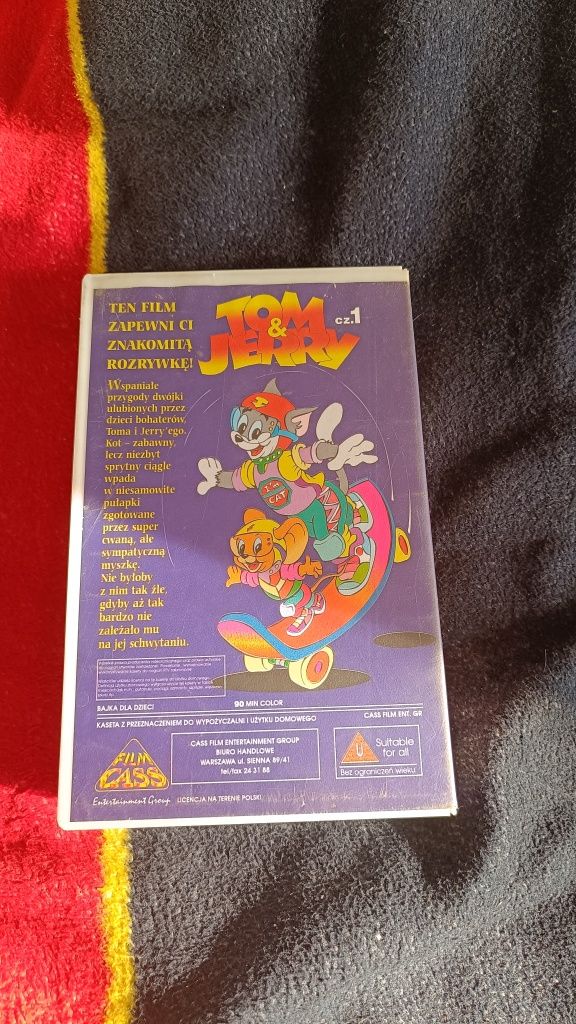 TEN FILM
ZAPEWNI CI
ZNAKOMITĄ
ROZRYWKĘ!
Wspaniałe
przygody dwójki
ulubionych przez
dzieci bohaterów,
Toma i Jerry'ego.
Kot – zabawny,
lecz niezbyt
sprytny ciągle
wpada
w niesamowite
pułapki
zgotowane
przez super
cwaną, ale
sympatyczną
myszkę.
Nie byłoby
z nim tak źle,
gdyby aż tak
bardzo nie
zależało mu
na jej schwytaniu.
TOM
&
JERRY
cz.1
I'M
CAT
BAJKA DLA DZIECI
90 MIN COLOR
KASETA Z PRZEZNACZENIEM DO WYPOŻYCZALNI I UŻYTKU DOMOWEGO
CASS FILM ENT. GR
FILM
CASS
Entertainment Group
LICENCJA NA TERENIE POLSKI
CASS FILM ENTERTAINMENT GROUP
BIURO HANDLOWE
WARSZAWA ul. SIENNA 89/41
tel/fax 24 31 88
U
Suitable
for all
Bez ograniczeń wieku